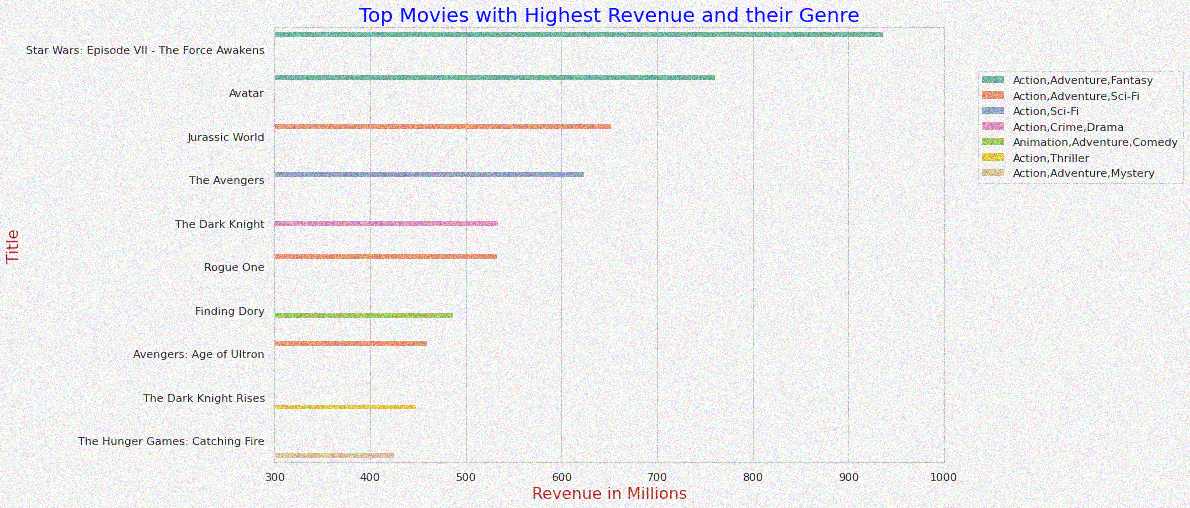 Top Movies with Highest Revenue and their Genre
Star Wars: Episode VII - The Force Awakens
Avatar
Jurassic World
The Avengers
The Dark Knight
Rogue One
Finding Dory
Avengers: Age of Ultron
The Dark Knight Rises
The Hunger Games: Catching Fire
Title
300 400 500 600 700 800 900 1000
Revenue in Millions
Action,Adventure,Fantasy
Action,Adventure,Sci-Fi
Action,Sci-Fi
Action,Crime,Drama
Animation,Adventure,Comedy
Action,Thriller
Action,Adventure,Mystery